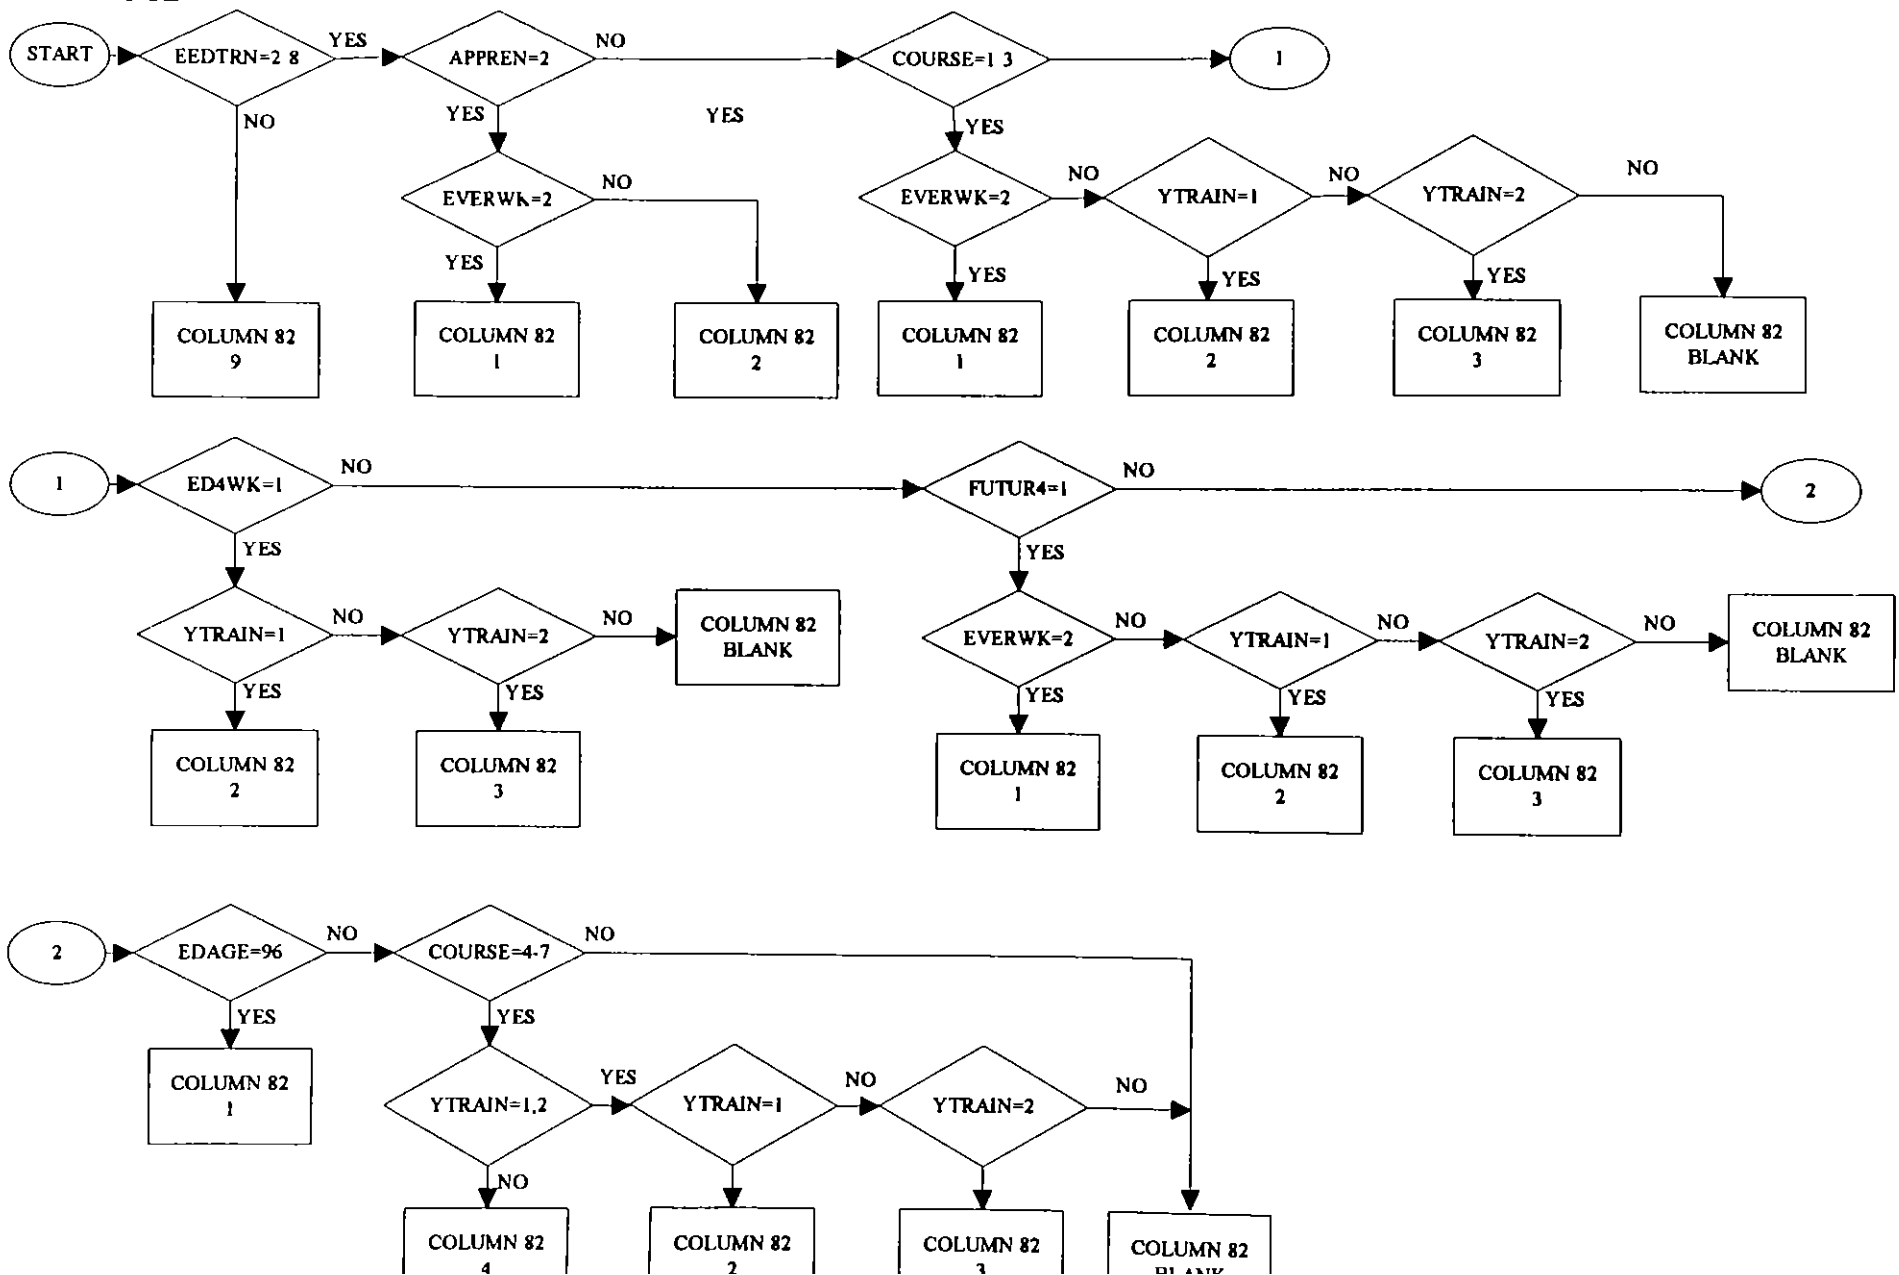 START
EEDTRN=2 8
YES
APPREN=2
NO
COURSE=1 3
1
NO
YES
YES
YES
EVERWK=2
NO
EVERWK=2
NO
YTRAIN=1
NO
YTRAIN=2
NO
YES
YES
YES
YES
COLUMN 82
9
COLUMN 82
1
COLUMN 82
2
COLUMN 82
1
COLUMN 82
2
COLUMN 82
3
COLUMN 82
BLANK
1
ED4WK=1
NO
FUTUR4=1
NO
2
YES
YES
YTRAIN=1
NO
YTRAIN=2
NO
COLUMN 82
BLANK
EVERWK=2
NO
YTRAIN=1
NO
YTRAIN=2
NO
COLUMN 82
BLANK
YES
YES
YES
YES
YES
COLUMN 82
2
COLUMN 82
3
COLUMN 82
1
COLUMN 82
2
COLUMN 82
3
2
EDAGE=96
NO
COURSE=4-7
NO
YES
YES
COLUMN 82
1
YTRAIN=1,2
YES
YTRAIN=1
NO
YTRAIN=2
NO
NO
COLUMN 82
4
COLUMN 82
2
COLUMN 82
3
COLUMN 82
BLANK